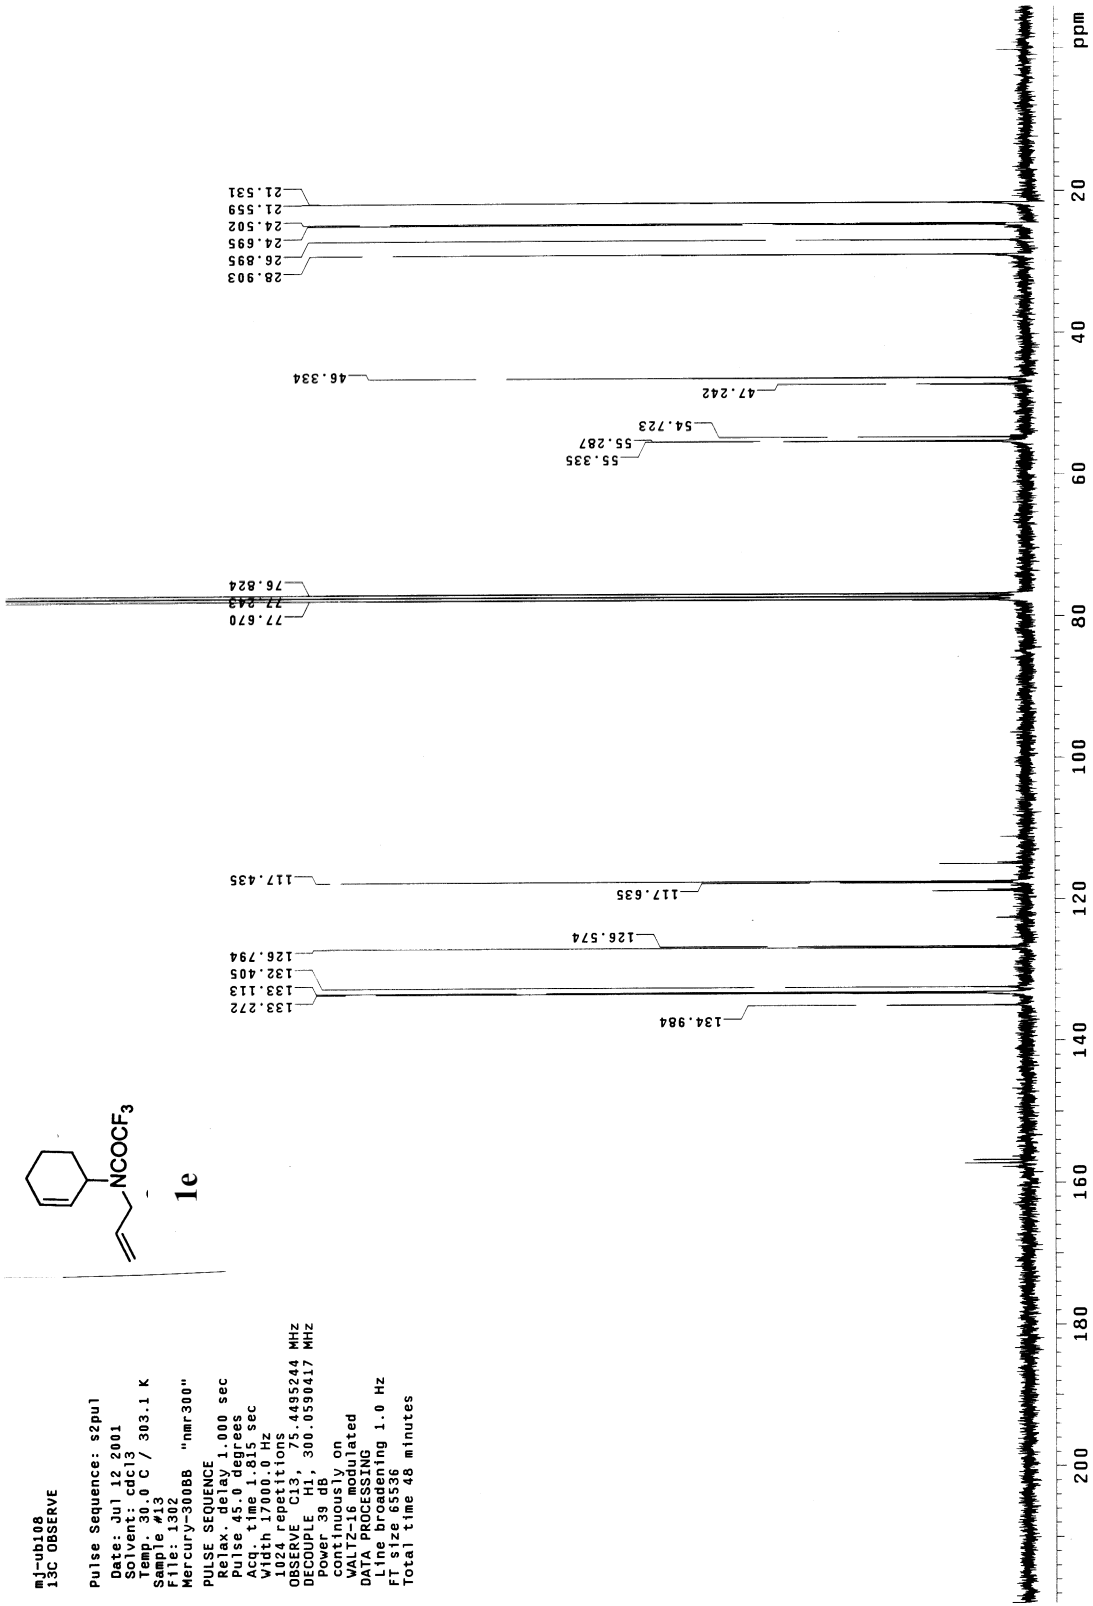 mj-ub108
13C OBSERVE
Pulse Sequence: s2pul
Date: Jul 12 2001
Solvent: cdcl3
Temp. 30.0 C / 303.1 K
Sample #13
File: 1302
Mercury-300BB "nmr300"
PULSE SEQUENCE
Relax. delay 1.000 sec
Pulse 45.0 degrees
Acq. time 1.815 sec
Width 17000.0 Hz
1024 repetitions
OBSERVE C13, 75.4495244 MHz
DECOUPLE H1, 300.0590417 MHz
Power 39 dB
continuously on
WALTZ-16 modulated
DATA PROCESSING
Line broadening 1.0 Hz
FT size 65536
Total time 48 minutes
NCOCF3
1e
134.984
133.272
133.113
132.405
126.794
126.574
117.635
117.435
77.670
77.243
76.824
55.335
55.287
54.723
47.242
46.334
28.903
26.895
24.695
24.502
21.559
21.531
200 180 160 140 120 100 80 60 40 20 ppm